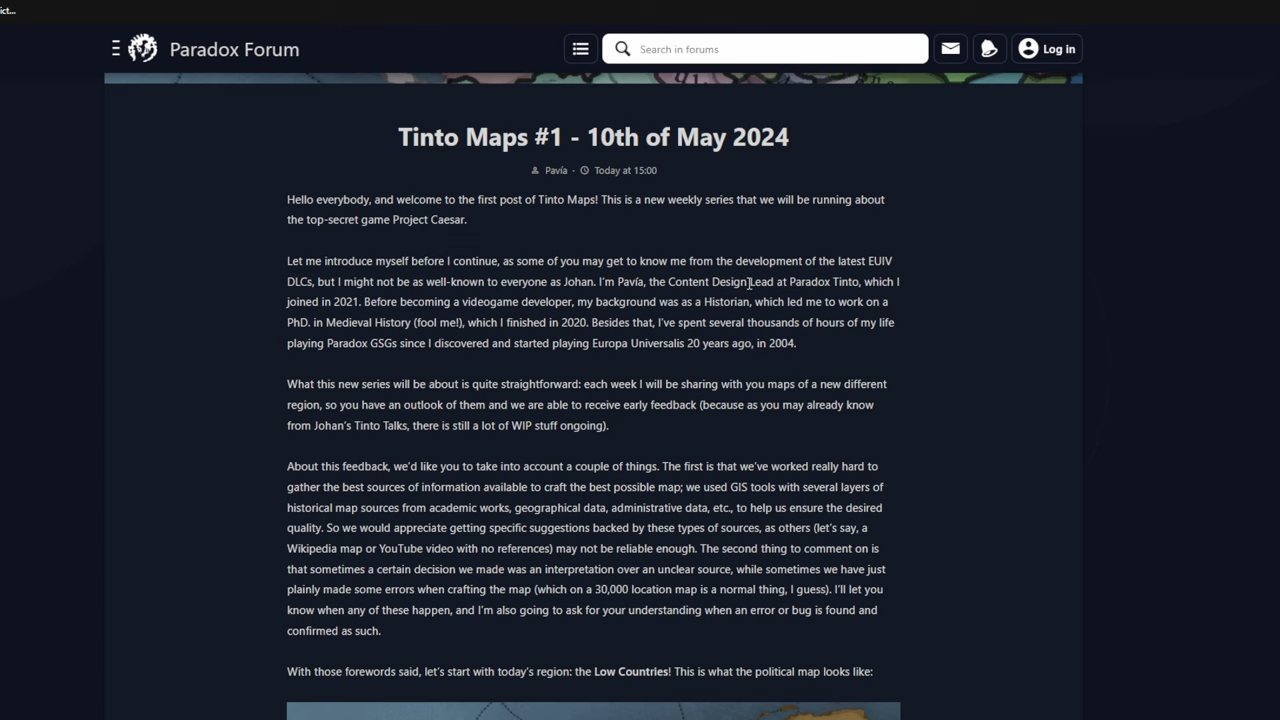 ict...
Paradox Forum
Search in forums
Log in
Tinto Maps #1 - 10th of May 2024
Pavía · Today at 15:00
Hello everybody, and welcome to the first post of Tinto Maps! This is a new weekly series that we will be running about
the top-secret game Project Caesar.
Let me introduce myself before I continue, as some of you may get to know me from the development of the latest EUIV
DLCs, but I might not be as well-known to everyone as Johan. I'm Pavía, the Content Design Lead at Paradox Tinto, which I
joined in 2021. Before becoming a videogame developer, my background was as a Historian, which led me to work on a
PhD. in Medieval History (fool me!), which I finished in 2020. Besides that, I've spent several thousands of hours of my life
playing Paradox GSGs since I discovered and started playing Europa Universalis 20 years ago, in 2004.
What this new series will be about is quite straightforward: each week I will be sharing with you maps of a new different
region, so you have an outlook of them and we are able to receive early feedback (because as you may already know
from Johan's Tinto Talks, there is still a lot of WIP stuff ongoing).
About this feedback, we'd like you to take into account a couple of things. The first is that we've worked really hard to
gather the best sources of information available to craft the best possible map; we used GIS tools with several layers of
historical map sources from academic works, geographical data, administrative data, etc., to help us ensure the desired
quality. So we would appreciate getting specific suggestions backed by these types of sources, as others (let's say, a
Wikipedia map or YouTube video with no references) may not be reliable enough. The second thing to comment on is
that sometimes a certain decision we made was an interpretation over an unclear source, while sometimes we have just
plainly made some errors when crafting the map (which on a 30,000 location map is a normal thing, I guess). I'll let you
know when any of these happen, and I'm also going to ask for your understanding when an error or bug is found and
confirmed as such.
With those forewords said, let's start with today's region: the Low Countries! This is what the political map looks like: